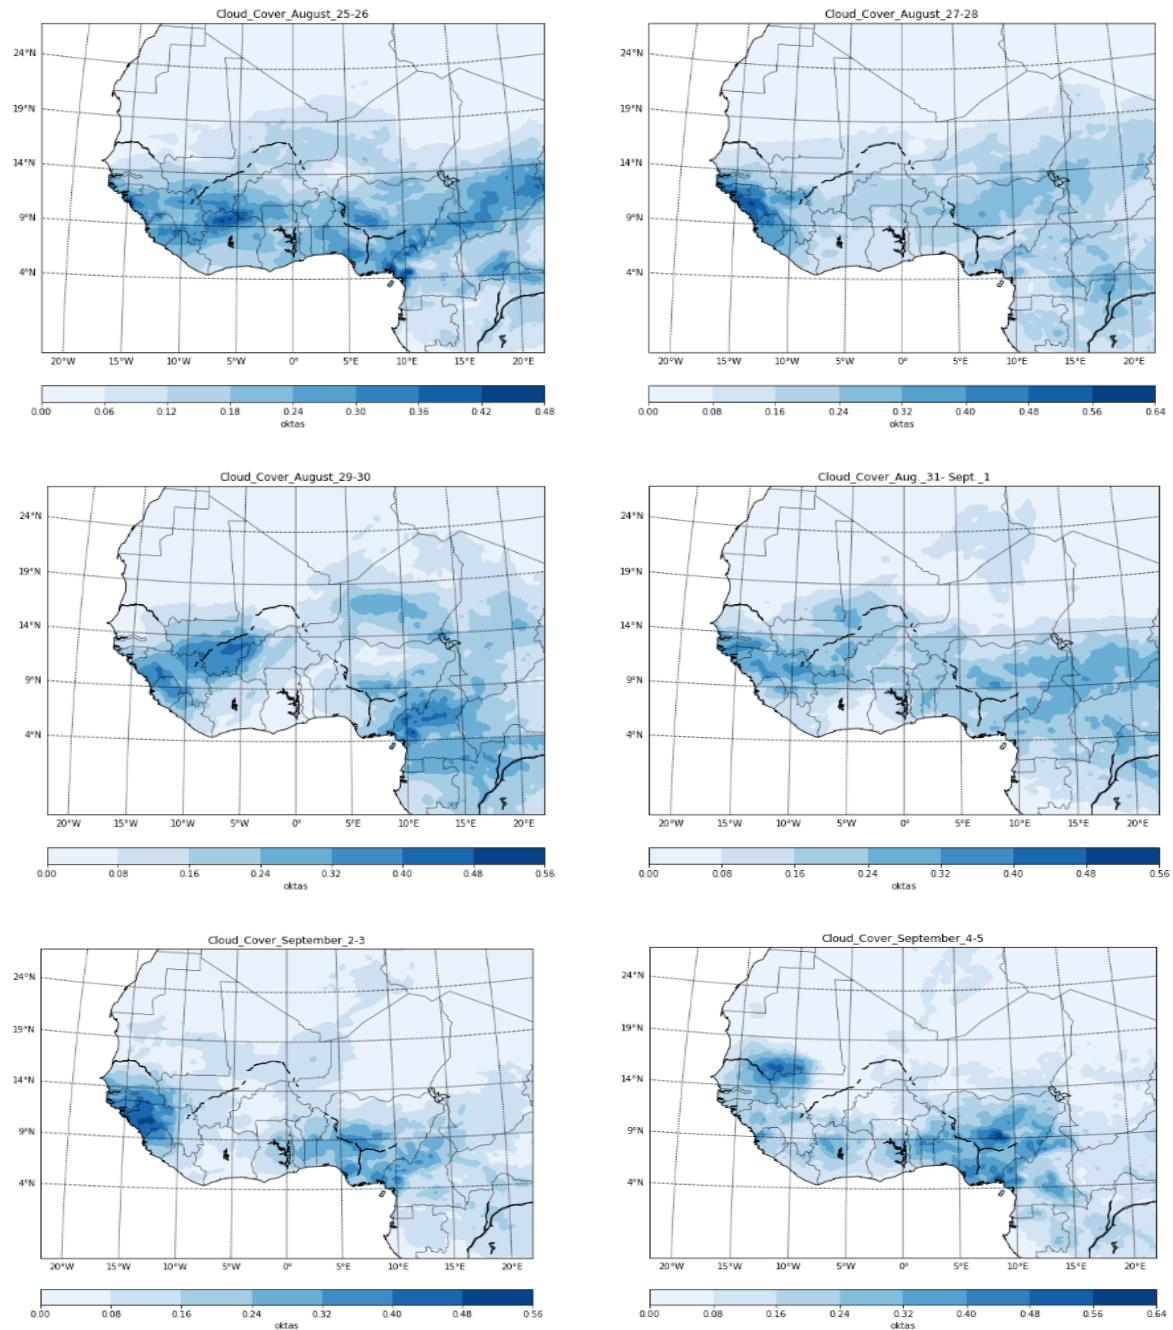 Cloud_Cover_August_25-26
24°N
19°N
14°N
9°N
4°N
20°W 15°W 10°W 5°W 0° 5°E 10°E 15°E 20°E
0.00 0.06 0.12 0.18 0.24 0.30 0.36 0.42 0.48
oktas
Cloud_Cover_August_27-28
24°N
19°N
14°N
9°N
4°N
20°W 15°W 10°W 5°W 0° 5°E 10°E 15°E 20°E
0.00 0.08 0.16 0.24 0.32 0.40 0.48 0.56 0.64
oktas
Cloud_Cover_August_29-30
24°N
19°N
14°N
9°N
4°N
20°W 15°W 10°W 5°W 0° 5°E 10°E 15°E 20°E
0.00 0.08 0.16 0.24 0.32 0.40 0.48 0.56
oktas
Cloud_Cover_Aug._31- Sept._1
24°N
19°N
14°N
9°N
4°N
20°W 15°W 10°W 5°W 0° 5°E 10°E 15°E 20°E
0.00 0.08 0.16 0.24 0.32 0.40 0.48 0.56
oktas
Cloud_Cover_September_2-3
24°N
19°N
14°N
9°N
4°N
20°W 15°W 10°W 5°W 0° 5°E 10°E 15°E 20°E
0.00 0.08 0.16 0.24 0.32 0.40 0.48 0.56
oktas
Cloud_Cover_September_4-5
24°N
19°N
14°N
9°N
4°N
20°W 15°W 10°W 5°W 0° 5°E 10°E 15°E 20°E
0.00 0.08 0.16 0.24 0.32 0.40 0.48 0.56 0.64
oktas